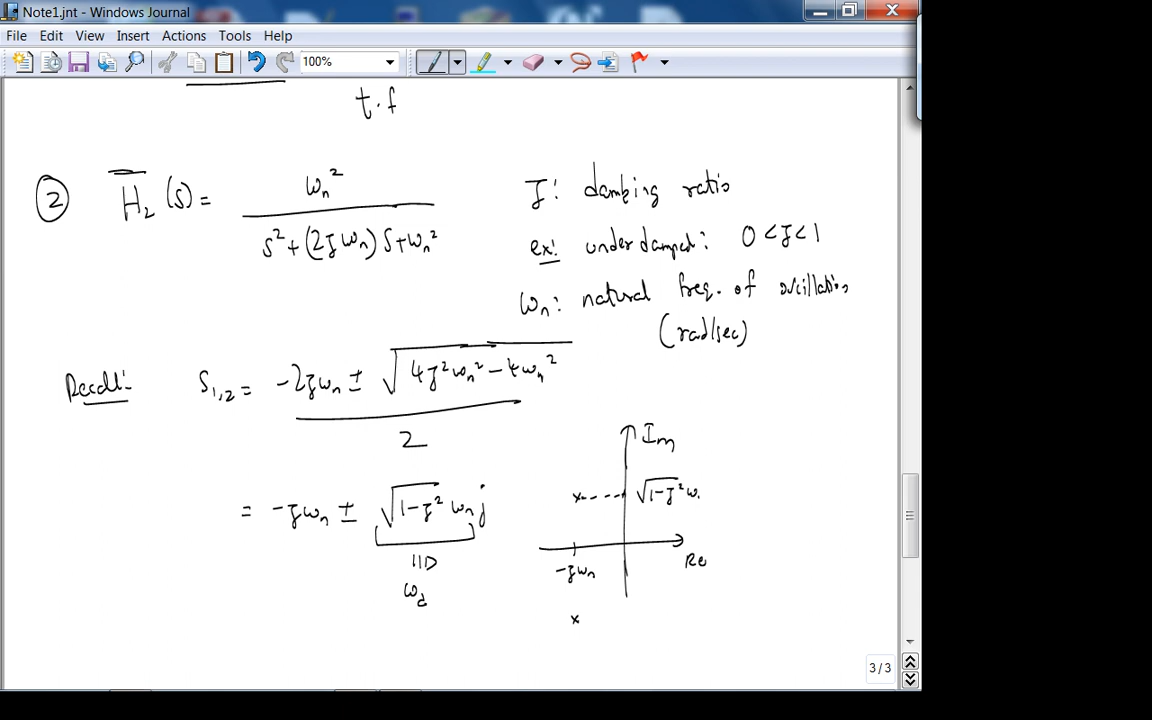 Note1.jnt - Windows Journal
File Edit View Insert Actions Tools Help
100%
t.f
② H₂(s) = ωₙ² / (s² + (2ζωₙ)s + ωₙ²)
ζ: damping ratio
ex: underdamped: 0 < ζ < 1
ωₙ: natural freq. of oscillation
(rad/sec)
Recall: S₁,₂ = (-2ζωₙ ± √(4ζ²ωₙ² - 4ωₙ²)) / 2
= -ζωₙ ± √(1-ζ²) ωₙ j
ω_d
Im
√(1-ζ²) ω
-ζωₙ
Re
3/3